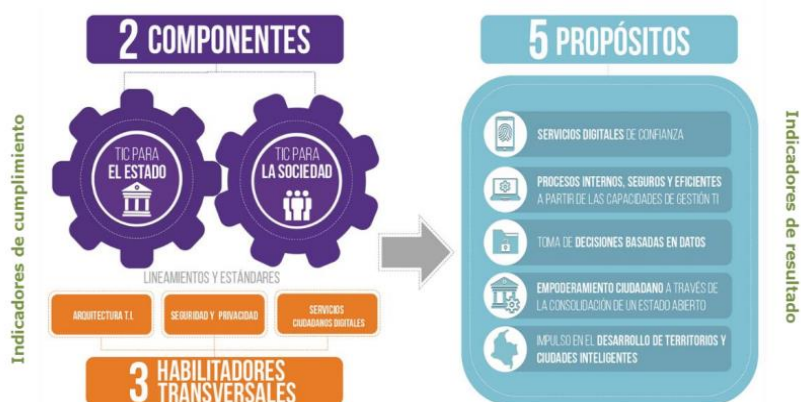 Indicadores de cumplimiento
2 COMPONENTES
TIC PARA
EL ESTADO
TIC PARA
LA SOCIEDAD
LINEAMIENTOS Y ESTÁNDARES
ARQUITECTURA T.I.
SEGURIDAD Y PRIVACIDAD
SERVICIOS
CIUDADANOS DIGITALES
3 HABILITADORES
TRANSVERSALES
5 PROPÓSITOS
SERVICIOS DIGITALES DE CONFIANZA
PROCESOS INTERNOS, SEGUROS Y EFICIENTES
A PARTIR DE LAS CAPACIDADES DE GESTIÓN TI
TOMA DE DECISIONES BASADAS EN DATOS
EMPODERAMIENTO CIUDADANO A TRAVÉS DE
LA CONSOLIDACIÓN DE UN ESTADO ABIERTO
IMPULSO EN EL DESARROLLO DE TERRITORIOS Y
CIUDADES INTELIGENTES
Indicadores de resultado